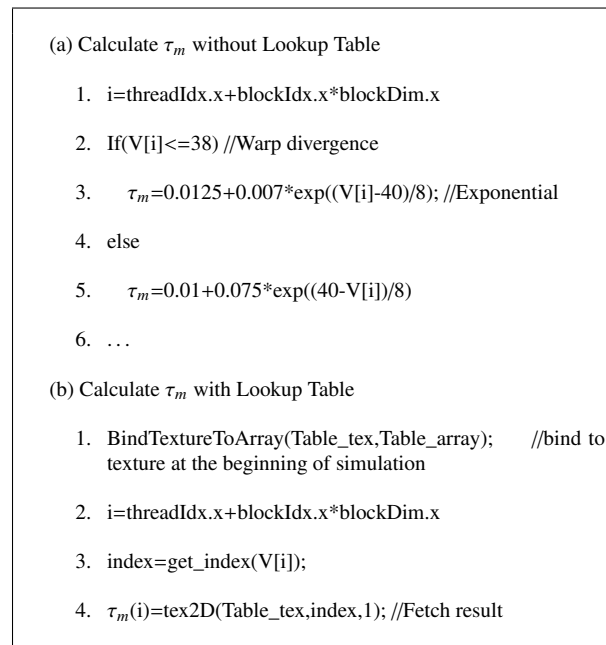 (a) Calculate τm without Lookup Table
1. i=threadIdx.x+blockIdx.x*blockDim.x
2. If(V[i]<=38) //Warp divergence
3. τm=0.0125+0.007*exp((V[i]-40)/8); //Exponential
4. else
5. τm=0.01+0.075*exp((40-V[i])/8)
6. ...
(b) Calculate τm with Lookup Table
1. BindTextureToArray(Table_tex,Table_array); //bind to
texture at the beginning of simulation
2. i=threadIdx.x+blockIdx.x*blockDim.x
3. index=get_index(V[i]);
4. τm(i)=tex2D(Table_tex,index,1); //Fetch result